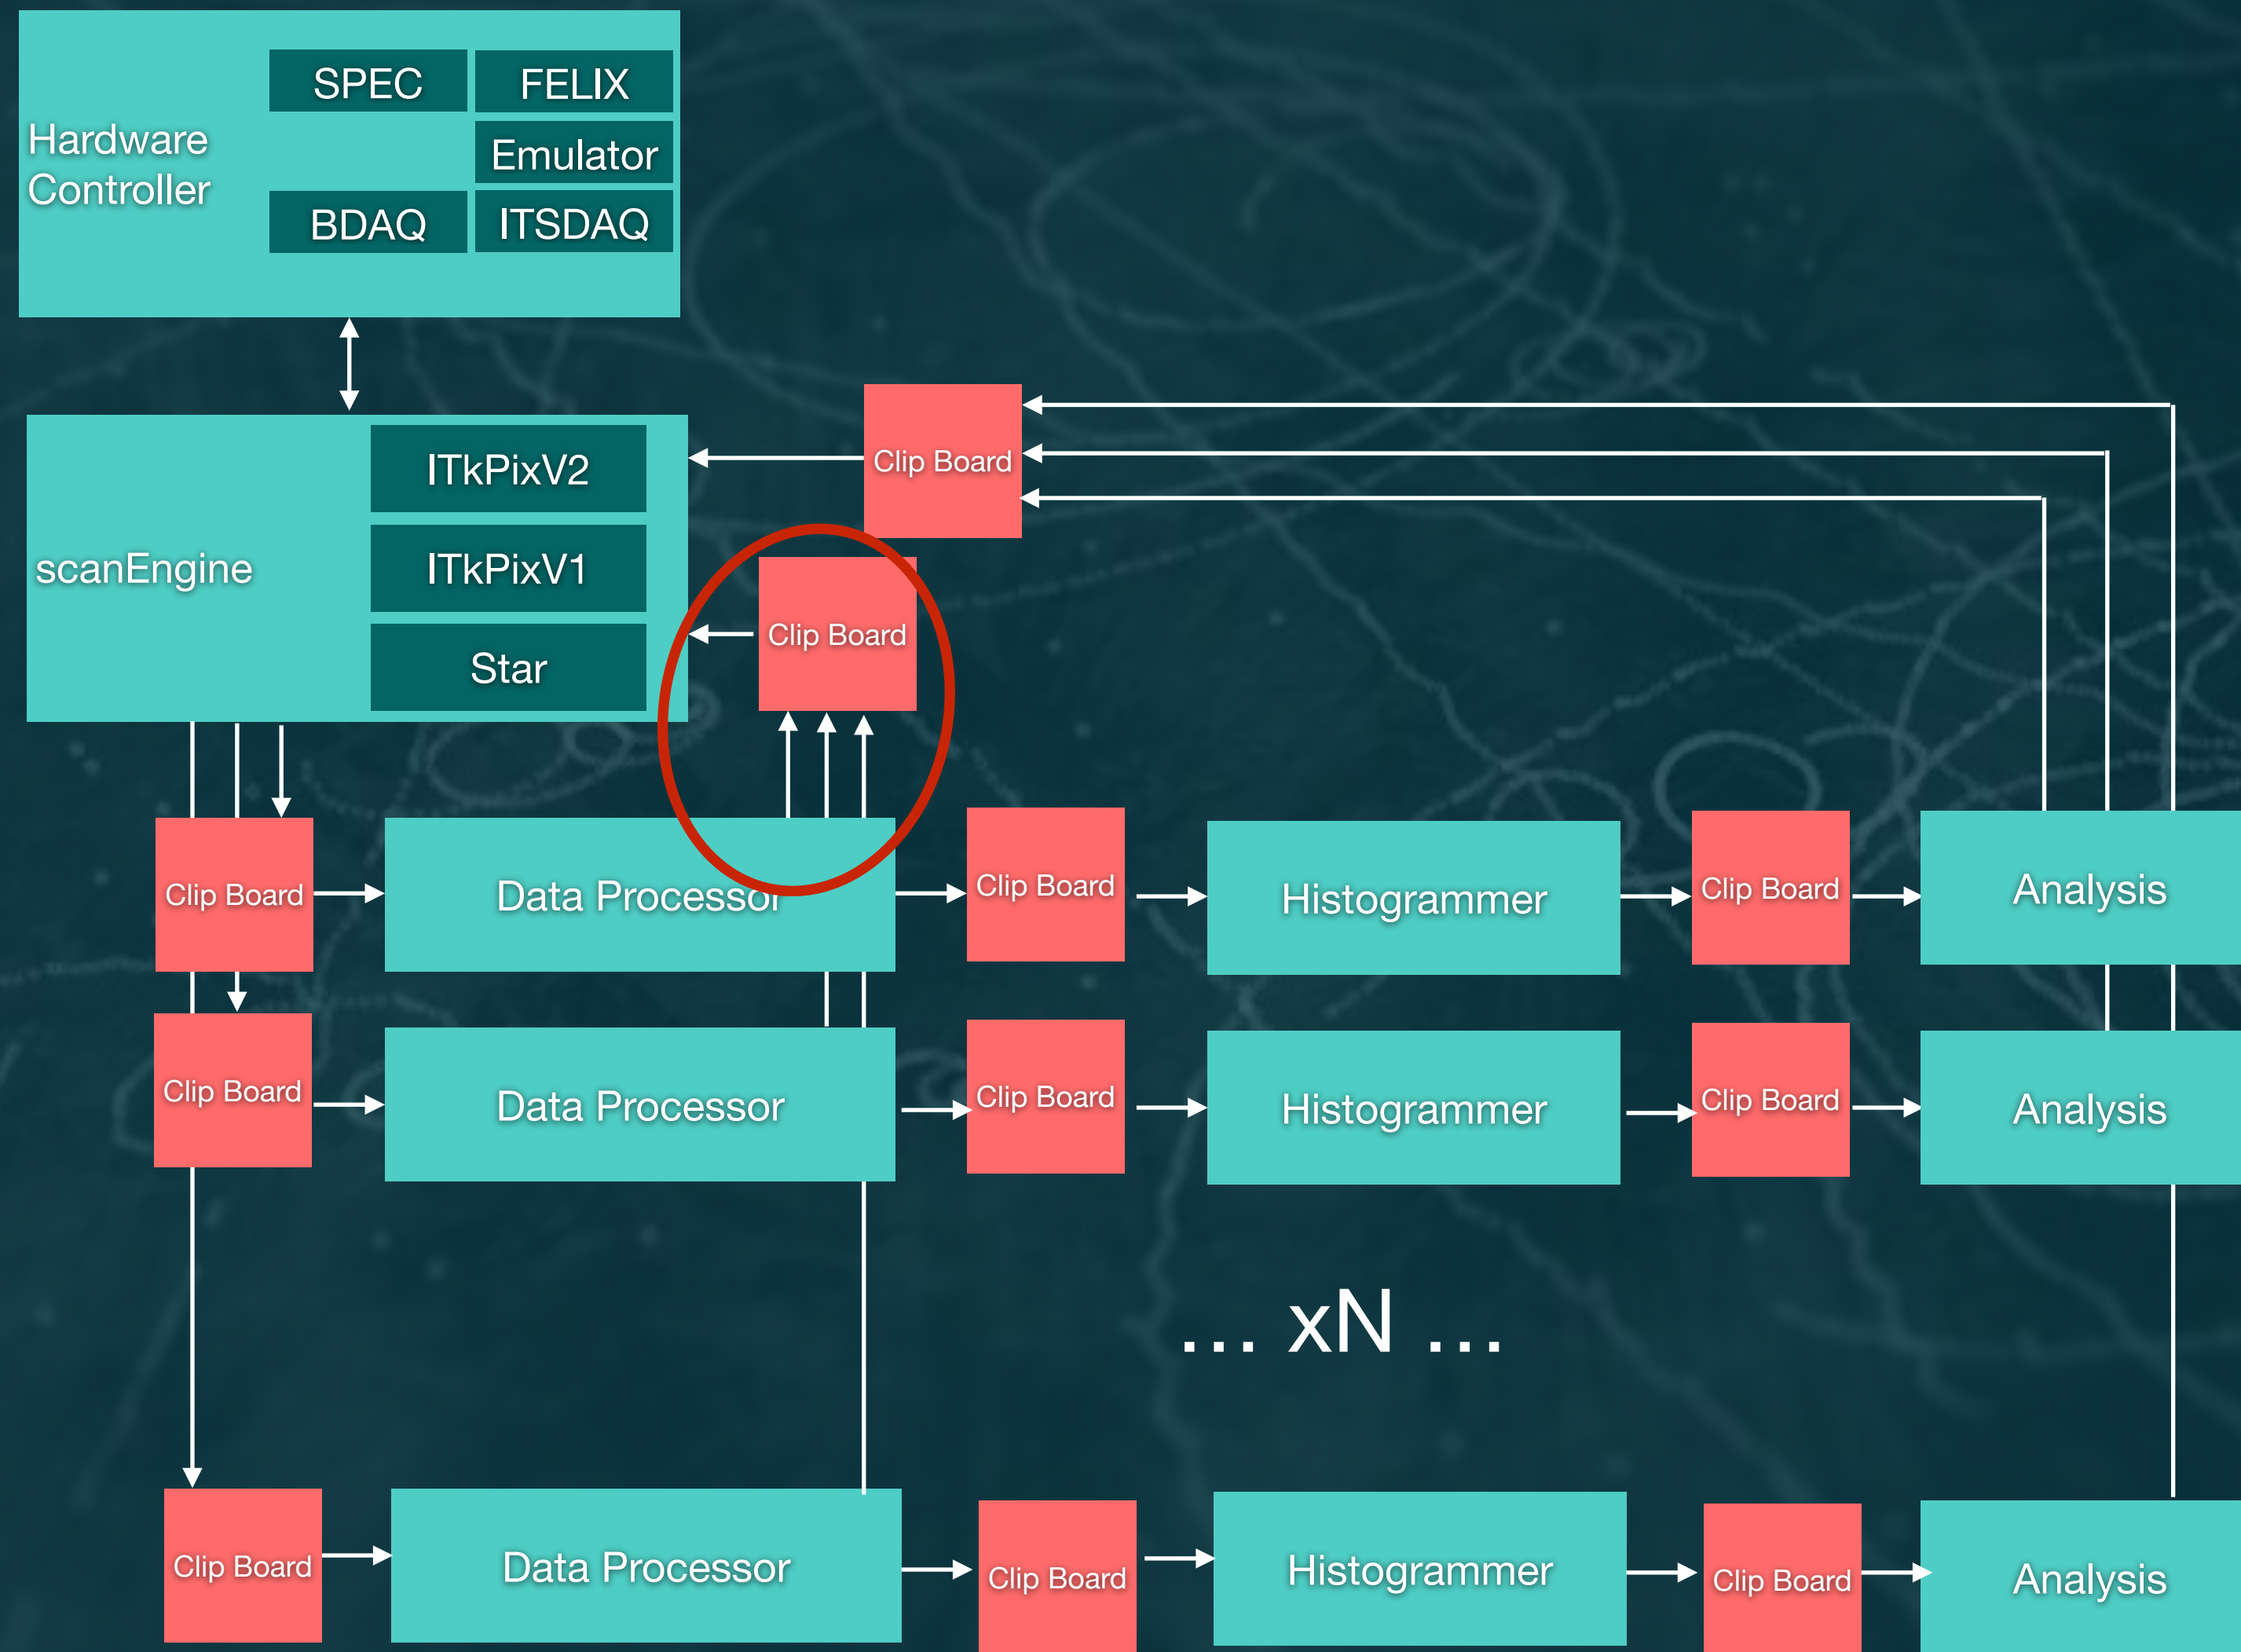 SPEC
FELIX
Hardware
Controller
Emulator
BDAQ
ITSDAQ
ITkPixV2
Clip Board
scanEngine
ITkPixV1
Clip Board
Star
Clip Board
Data Processor
Clip Board
Histogrammer
Clip Board
Analysis
Clip Board
Data Processor
Clip Board
Histogrammer
Clip Board
Analysis
... xN ...
Clip Board
Data Processor
Clip Board
Histogrammer
Clip Board
Analysis